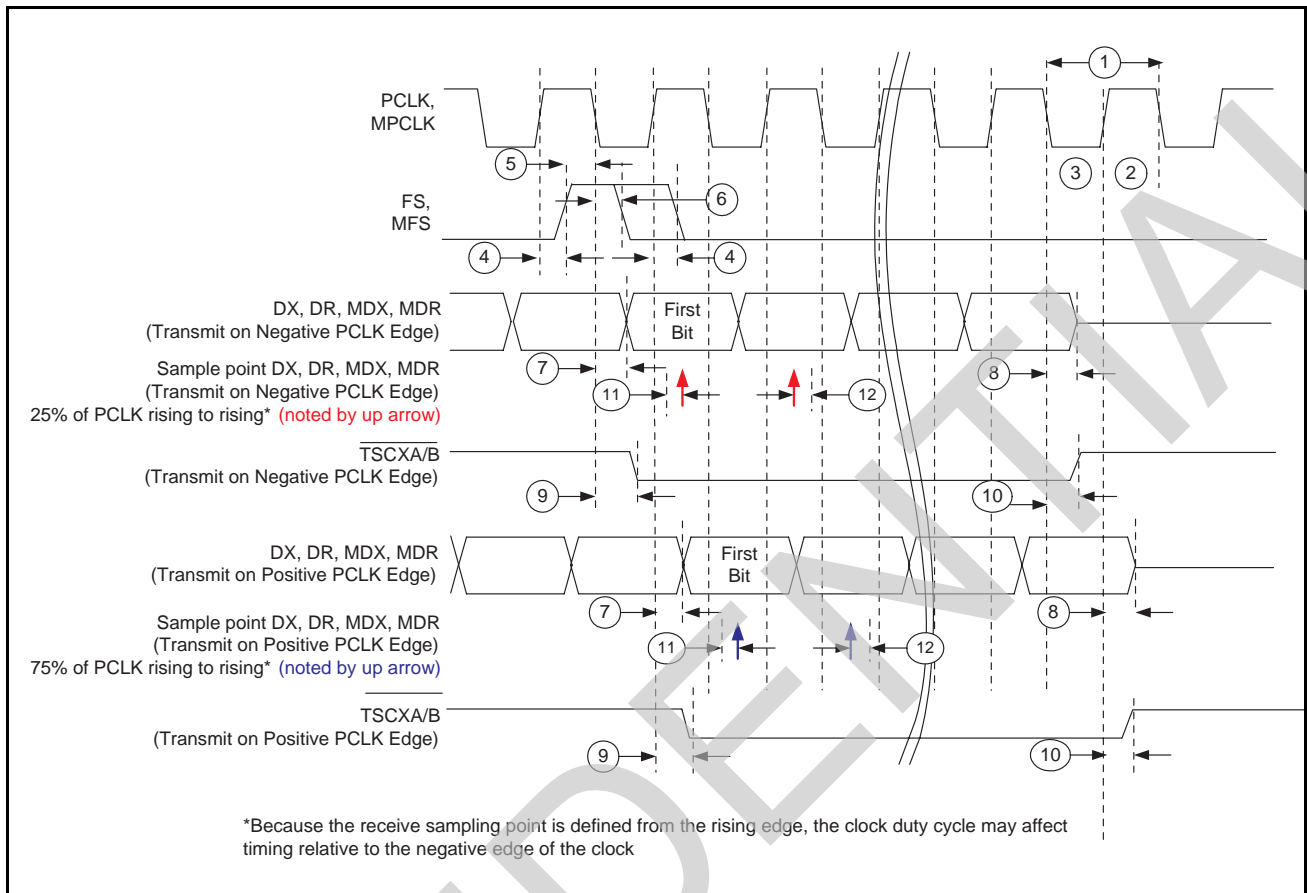 1
PCLK,
MPCLK
5
3
2
FS,
MFS
6
4
4
DX, DR, MDX, MDR
(Transmit on Negative PCLK Edge)
First
Bit
Sample point DX, DR, MDX, MDR
(Transmit on Negative PCLK Edge)
25% of PCLK rising to rising* (noted by up arrow)
7
8
11
12
TSCXA/B
(Transmit on Negative PCLK Edge)
9
10
DX, DR, MDX, MDR
(Transmit on Positive PCLK Edge)
First
Bit
Sample point DX, DR, MDX, MDR
(Transmit on Positive PCLK Edge)
75% of PCLK rising to rising* (noted by up arrow)
7
8
11
12
TSCXA/B
(Transmit on Positive PCLK Edge)
9
10
*Because the receive sampling point is defined from the rising edge, the clock duty cycle may affect
timing relative to the negative edge of the clock
IDENTIAL